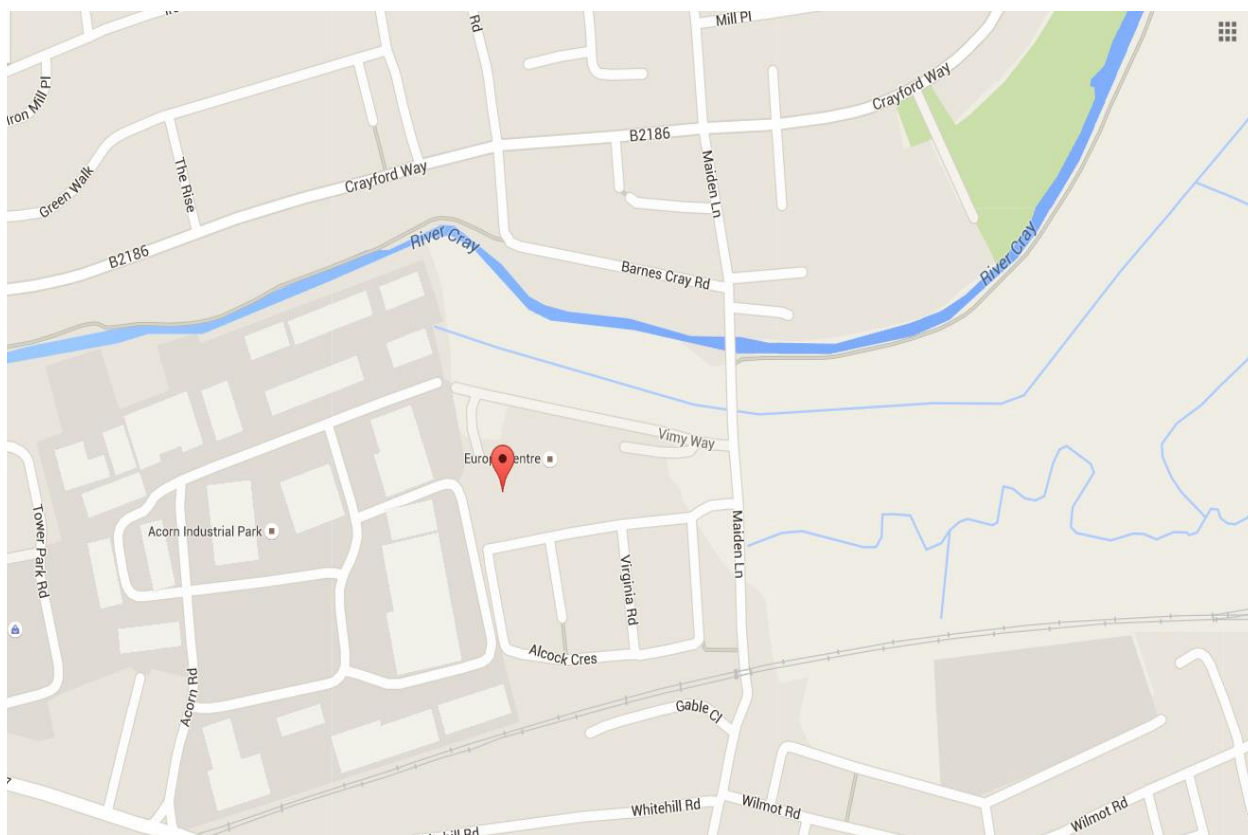 Mill Pl
Rd
Iron Mill Pl
Crayford Way
B2186
The Rise
Maiden Ln
Crayford Way
Green Walk
River Cray
B2186
Barnes Cray Rd
River Cray
Vimy Way
Acorn Industrial Park
Tower Park Rd
Maiden Ln
Virginia Rd
Alcock Cres
Acorn Rd
Gable Cl
Whitehill Rd
Wilmot Rd
Wilmot Rd